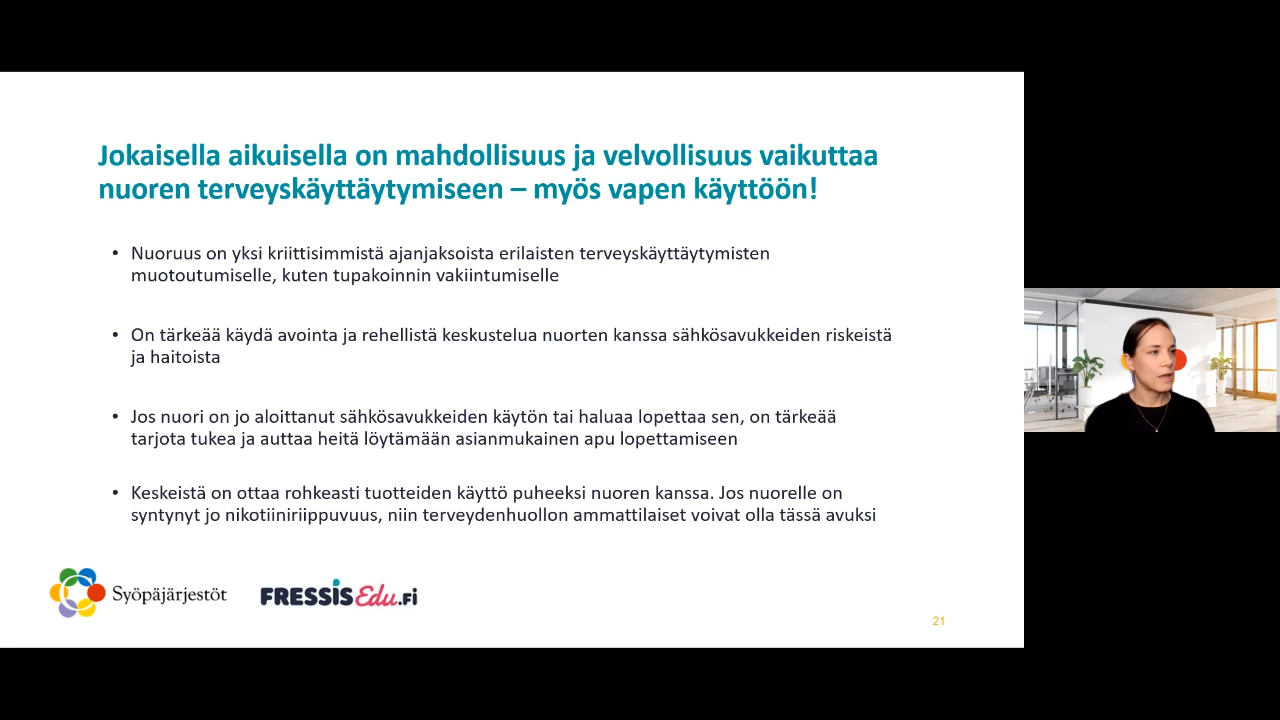 Jokaisella aikuisella on mahdollisuus ja velvollisuus vaikuttaa
nuoren terveyskäyttäytymiseen – myös vapen käyttöön!
• Nuoruus on yksi kriittisimmistä ajanjaksoista erilaisten terveyskäyttäytymisten
muotoutumiselle, kuten tupakoinnin vakiintumiselle
• On tärkeää käydä avointa ja rehellistä keskustelua nuorten kanssa sähkösavukkeiden riskeistä
ja haitoista
• Jos nuori on jo aloittanut sähkösavukkeiden käytön tai haluaa lopettaa sen, on tärkeää
tarjota tukea ja auttaa heitä löytämään asianmukainen apu lopettamiseen
• Keskeistä on ottaa rohkeasti tuotteiden käyttö puheeksi nuoren kanssa. Jos nuorelle on
syntynyt jo nikotiiniriippuvuus, niin terveydenhuollon ammattilaiset voivat olla tässä avuksi
Syöpäjärjestöt
FRESSIS Edu.fi
21